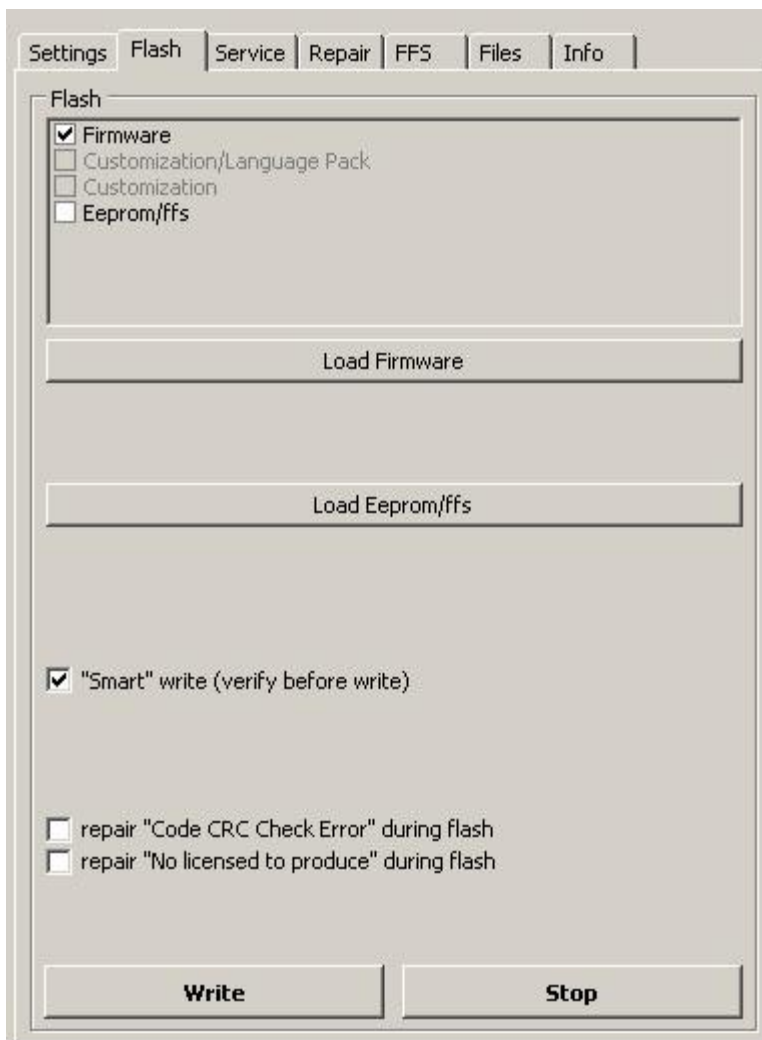 Settings Flash Service Repair FFS Files Info
Flash
Firmware
Customization/Language Pack
Customization
Eeprom/ffs
Load Firmware
Load Eeprom/ffs
"Smart" write (verify before write)
repair "Code CRC Check Error" during flash
repair "No licensed to produce" during flash
Write Stop